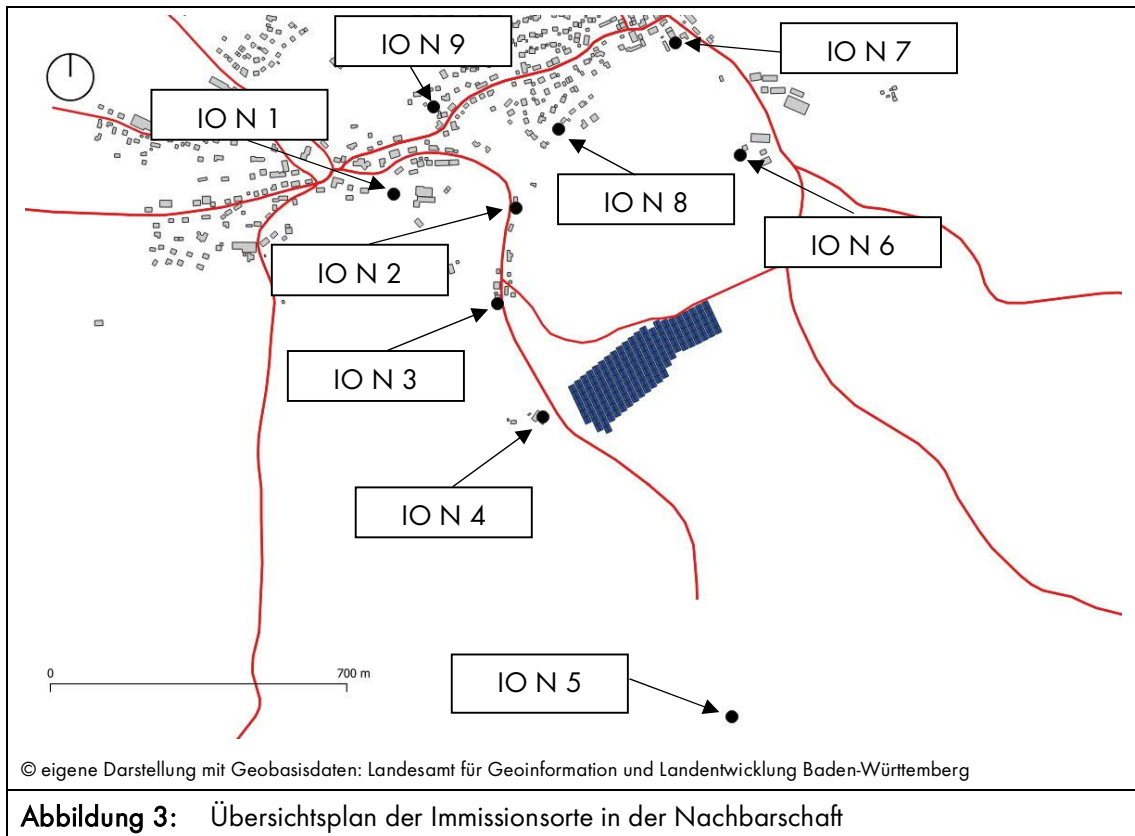 IO N 9
IO N 7
IO N 1
IO N 8
IO N 2
IO N 6
IO N 3
IO N 4
0 700 m
IO N 5
© eigene Darstellung mit Geobasisdaten: Landesamt für Geoinformation und Landentwicklung Baden-Württemberg
Abbildung 3: Übersichtsplan der Immissionsorte in der Nachbarschaft